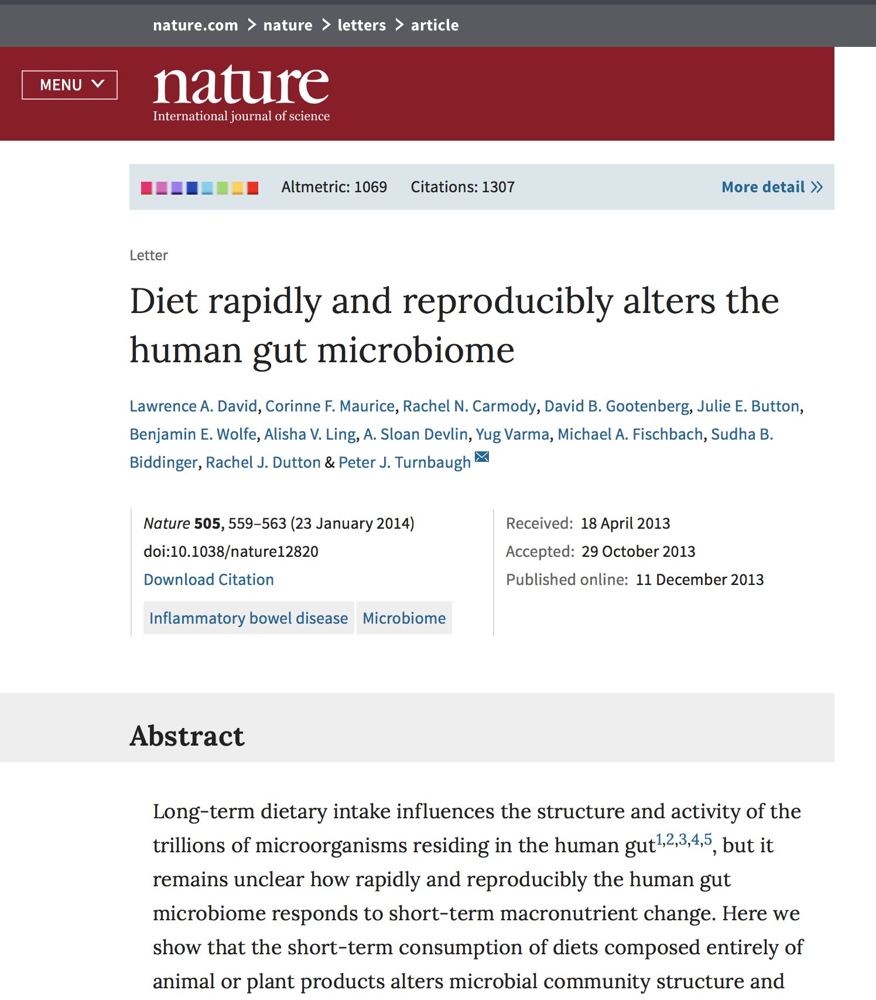 nature.com > nature > letters > article
MENU
nature
International journal of science
Altmetric: 1069 Citations: 1307 More detail >>
Letter
Diet rapidly and reproducibly alters the
human gut microbiome
Lawrence A. David, Corinne F. Maurice, Rachel N. Carmody, David B. Gootenberg, Julie E. Button,
Benjamin E. Wolfe, Alisha V. Ling, A. Sloan Devlin, Yug Varma, Michael A. Fischbach, Sudha B.
Biddinger, Rachel J. Dutton & Peter J. Turnbaugh
Nature 505, 559–563 (23 January 2014)
doi:10.1038/nature12820
Download Citation
Inflammatory bowel disease Microbiome
Received: 18 April 2013
Accepted: 29 October 2013
Published online: 11 December 2013
Abstract
Long-term dietary intake influences the structure and activity of the
trillions of microorganisms residing in the human gut1,2,3,4,5, but it
remains unclear how rapidly and reproducibly the human gut
microbiome responds to short-term macronutrient change. Here we
show that the short-term consumption of diets composed entirely of
animal or plant products alters microbial community structure and